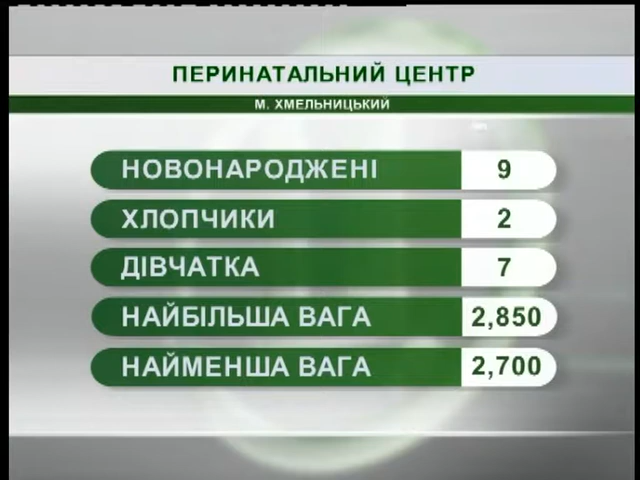 ПЕРИНАТАЛЬНИЙ ЦЕНТР
М. ХМЕЛЬНИЦЬКИЙ
НОВОНАРОДЖЕНІ 9
ХЛОПЧИКИ 2
ДІВЧАТКА 7
НАЙБІЛЬША ВАГА 2,850
НАЙМЕНША ВАГА 2,700